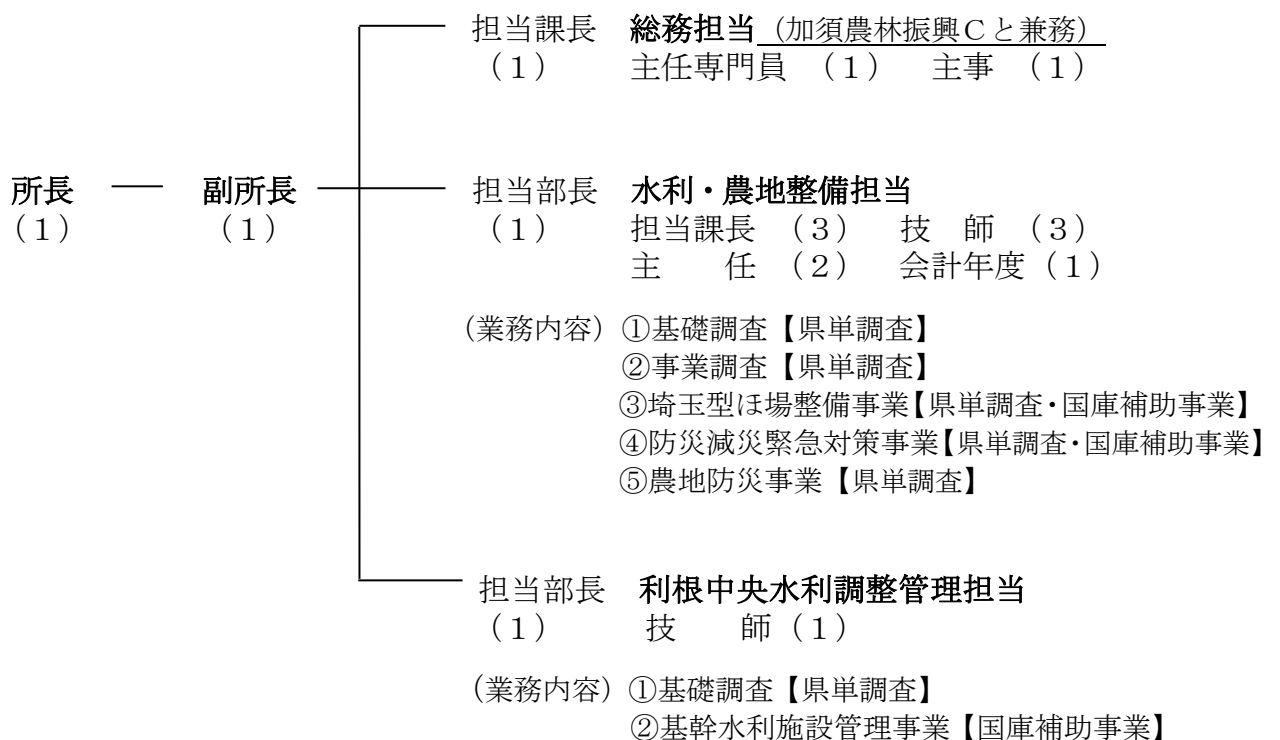 担当課長 総務担当(加須農林振興Cと兼務)
(1) 主任専門員 (1) 主事 (1)
所長 副所長 担当部長 水利・農地整備担当
(1) (1) (1) 担当課長 (3) 技 師 (3)
主 任 (2) 会計年度 (1)
(業務内容) ①基礎調査【県単調査】
②事業調査【県単調査】
③埼玉型ほ場整備事業【県単調査・国庫補助事業】
④防災減災緊急対策事業【県単調査・国庫補助事業】
⑤農地防災事業【県単調査】
担当部長 利根中央水利調整管理担当
(1) 技 師 (1)
(業務内容) ①基礎調査【県単調査】
②基幹水利施設管理事業【国庫補助事業】